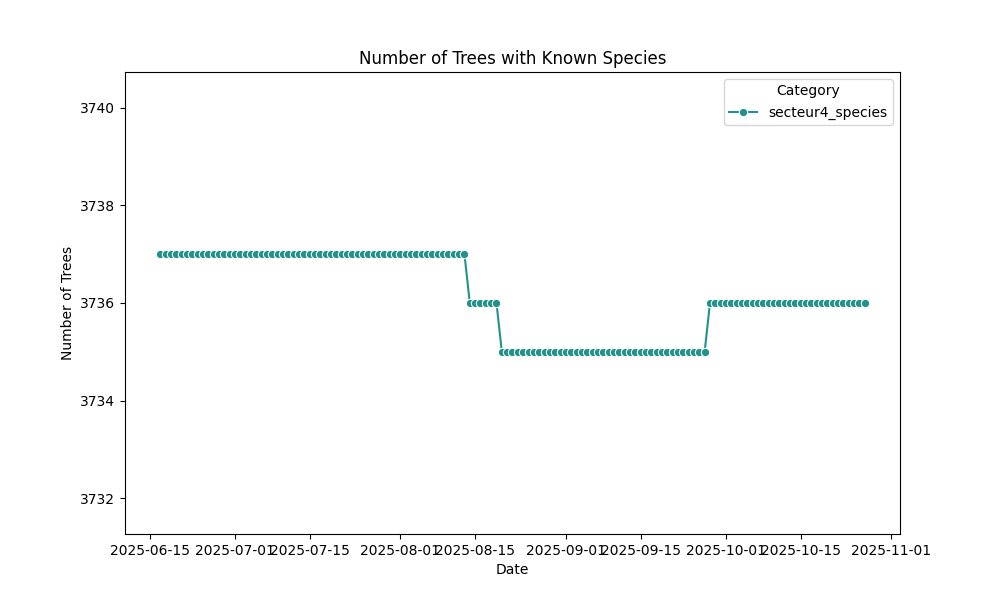 Number of Trees with Known Species
Category
secteur4_species
Number of Trees
3740
3738
3736
3734
3732
2025-06-15 2025-07-01 2025-07-15 2025-08-01 2025-08-15 2025-09-01 2025-09-15 2025-10-01 2025-10-15 2025-11-01
Date